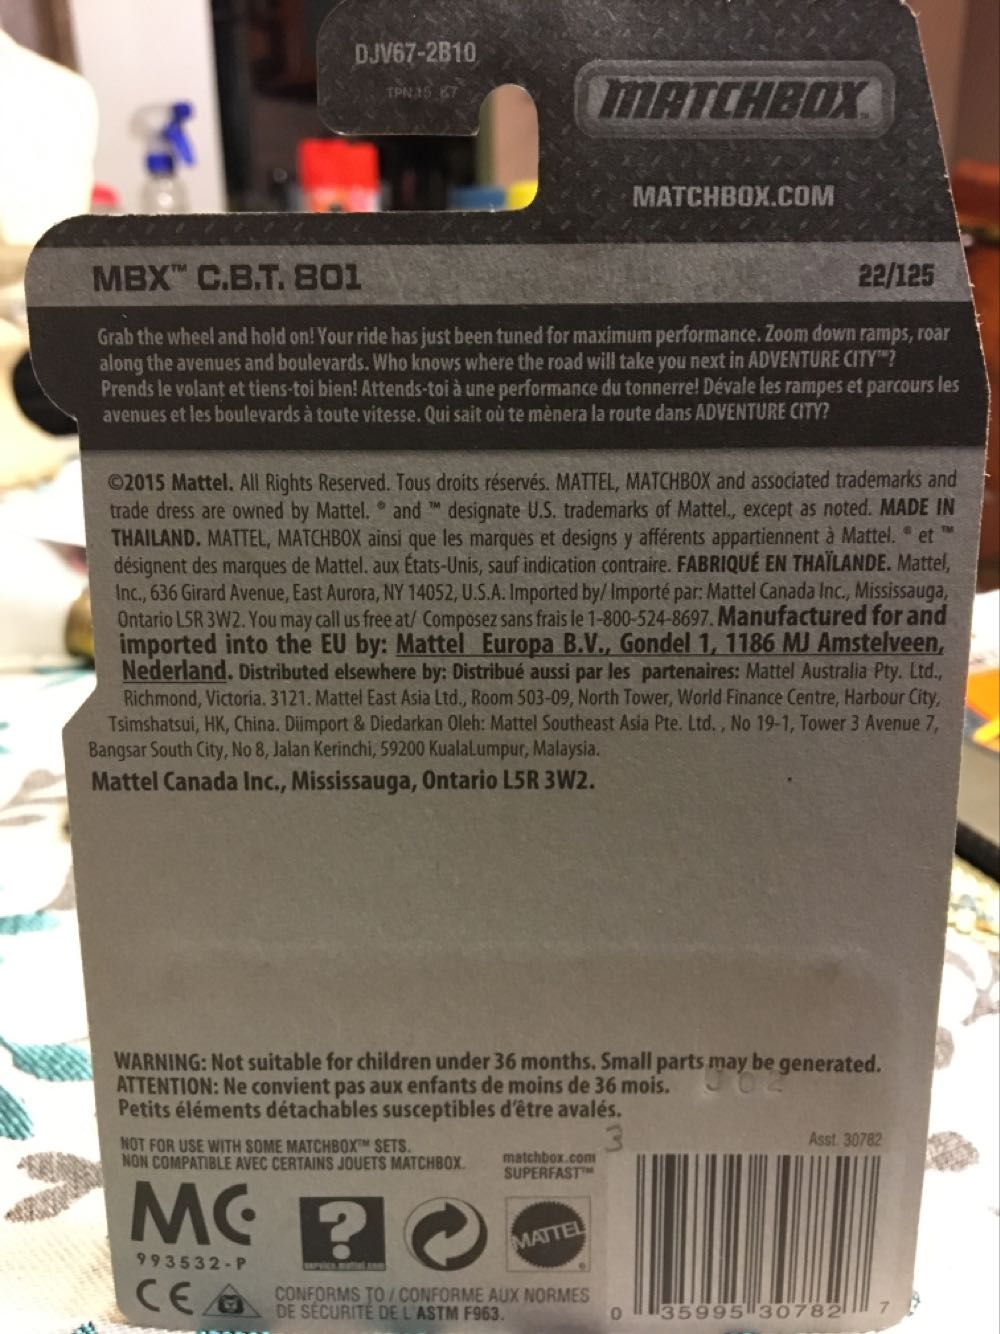 DJV67-2B10
TPN15 K7
MATCHBOX™
MATCHBOX.COM
MBX™ C.B.T. 801
22/125
Grab the wheel and hold on! Your ride has just been tuned for maximum performance. Zoom down ramps, roar
along the avenues and boulevards. Who knows where the road will take you next in ADVENTURE CITY™?
Prends le volant et tiens-toi bien! Attends-toi à une performance du tonnerre! Dévale les rampes et parcours les
avenues et les boulevards à toute vitesse. Qui sait où te mènera la route dans ADVENTURE CITY?
©2015 Mattel. All Rights Reserved. Tous droits réservés. MATTEL, MATCHBOX and associated trademarks and
trade dress are owned by Mattel. ® and ™ designate U.S. trademarks of Mattel., except as noted. MADE IN
THAILAND. MATTEL, MATCHBOX ainsi que les marques et designs y afférents appartiennent à Mattel. ® et ™
désignent des marques de Mattel. aux États-Unis, sauf indication contraire. FABRIQUÉ EN THAÏLANDE. Mattel,
Inc., 636 Girard Avenue, East Aurora, NY 14052, U.S.A. Imported by/ Importé par: Mattel Canada Inc., Mississauga,
Ontario L5R 3W2. You may call us free at/ Composez sans frais le 1-800-524-8697. Manufactured for and
imported into the EU by: Mattel Europa B.V., Gondel 1, 1186 MJ Amstelveen,
Nederland. Distributed elsewhere by: Distribué aussi par les partenaires: Mattel Australia Pty. Ltd.,
Richmond, Victoria. 3121. Mattel East Asia Ltd., Room 503-09, North Tower, World Finance Centre, Harbour City,
Tsimshatsui, HK, China. Diimport & Diedarkan Oleh: Mattel Southeast Asia Pte. Ltd. , No 19-1, Tower 3 Avenue 7,
Bangsar South City, No 8, Jalan Kerinchi, 59200 KualaLumpur, Malaysia.
Mattel Canada Inc., Mississauga, Ontario L5R 3W2.
WARNING: Not suitable for children under 36 months. Small parts may be generated.
ATTENTION: Ne convient pas aux enfants de moins de 36 mois.
Petits éléments détachables susceptibles d'être avalés.
3
Asst. 30782
NOT FOR USE WITH SOME MATCHBOX™ SETS.
NON COMPATIBLE AVEC CERTAINS JOUETS MATCHBOX.
matchbox.com
SUPERFAST™
MC
993532-P
?
service.mattel.com
MATTEL®
CE
CONFORMS TO / CONFORME AUX NORMES
DE SÉCURITÉ DE L'ASTM F963.
0 35995 30782 7